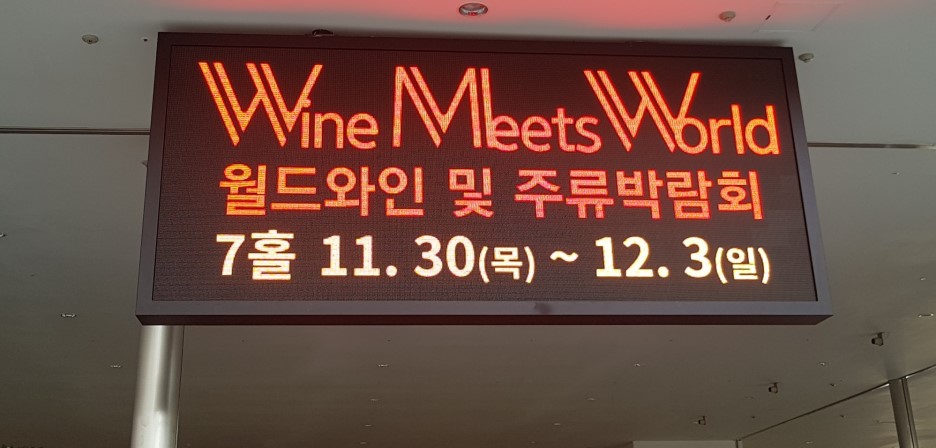 Wine Meets World
월드와인 및 주류박람회
7홀 11. 30(목) ~ 12. 3(일)